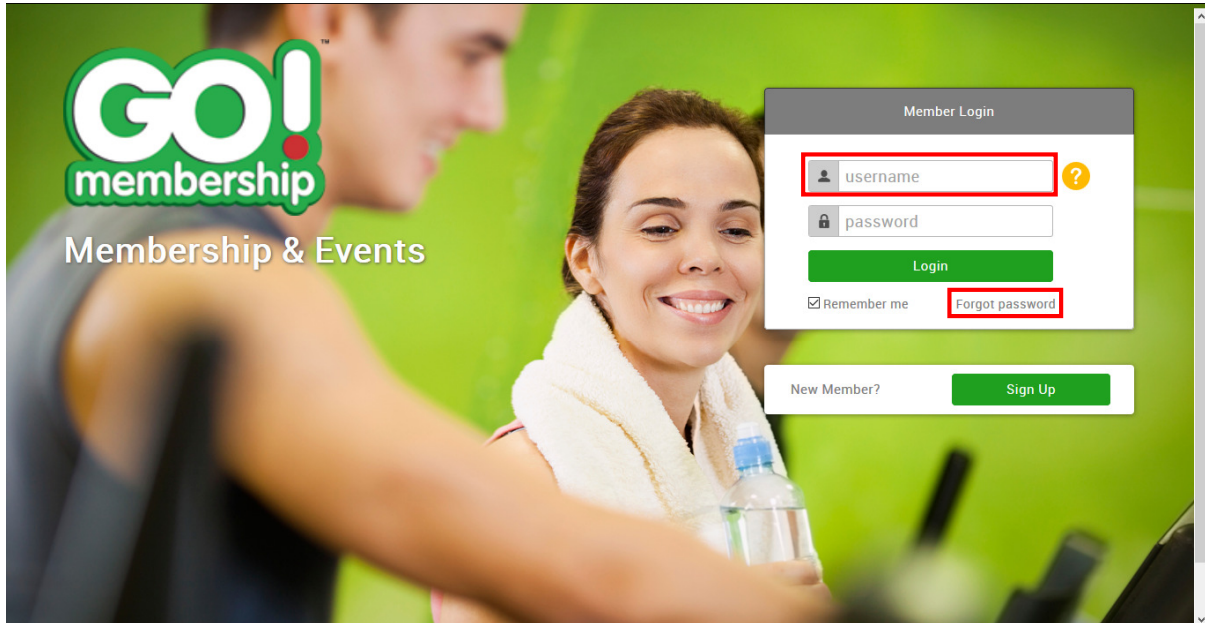 GO!™
membership
Membership & Events
Member Login
username
?
password
Login
Remember me Forgot password
New Member? Sign Up